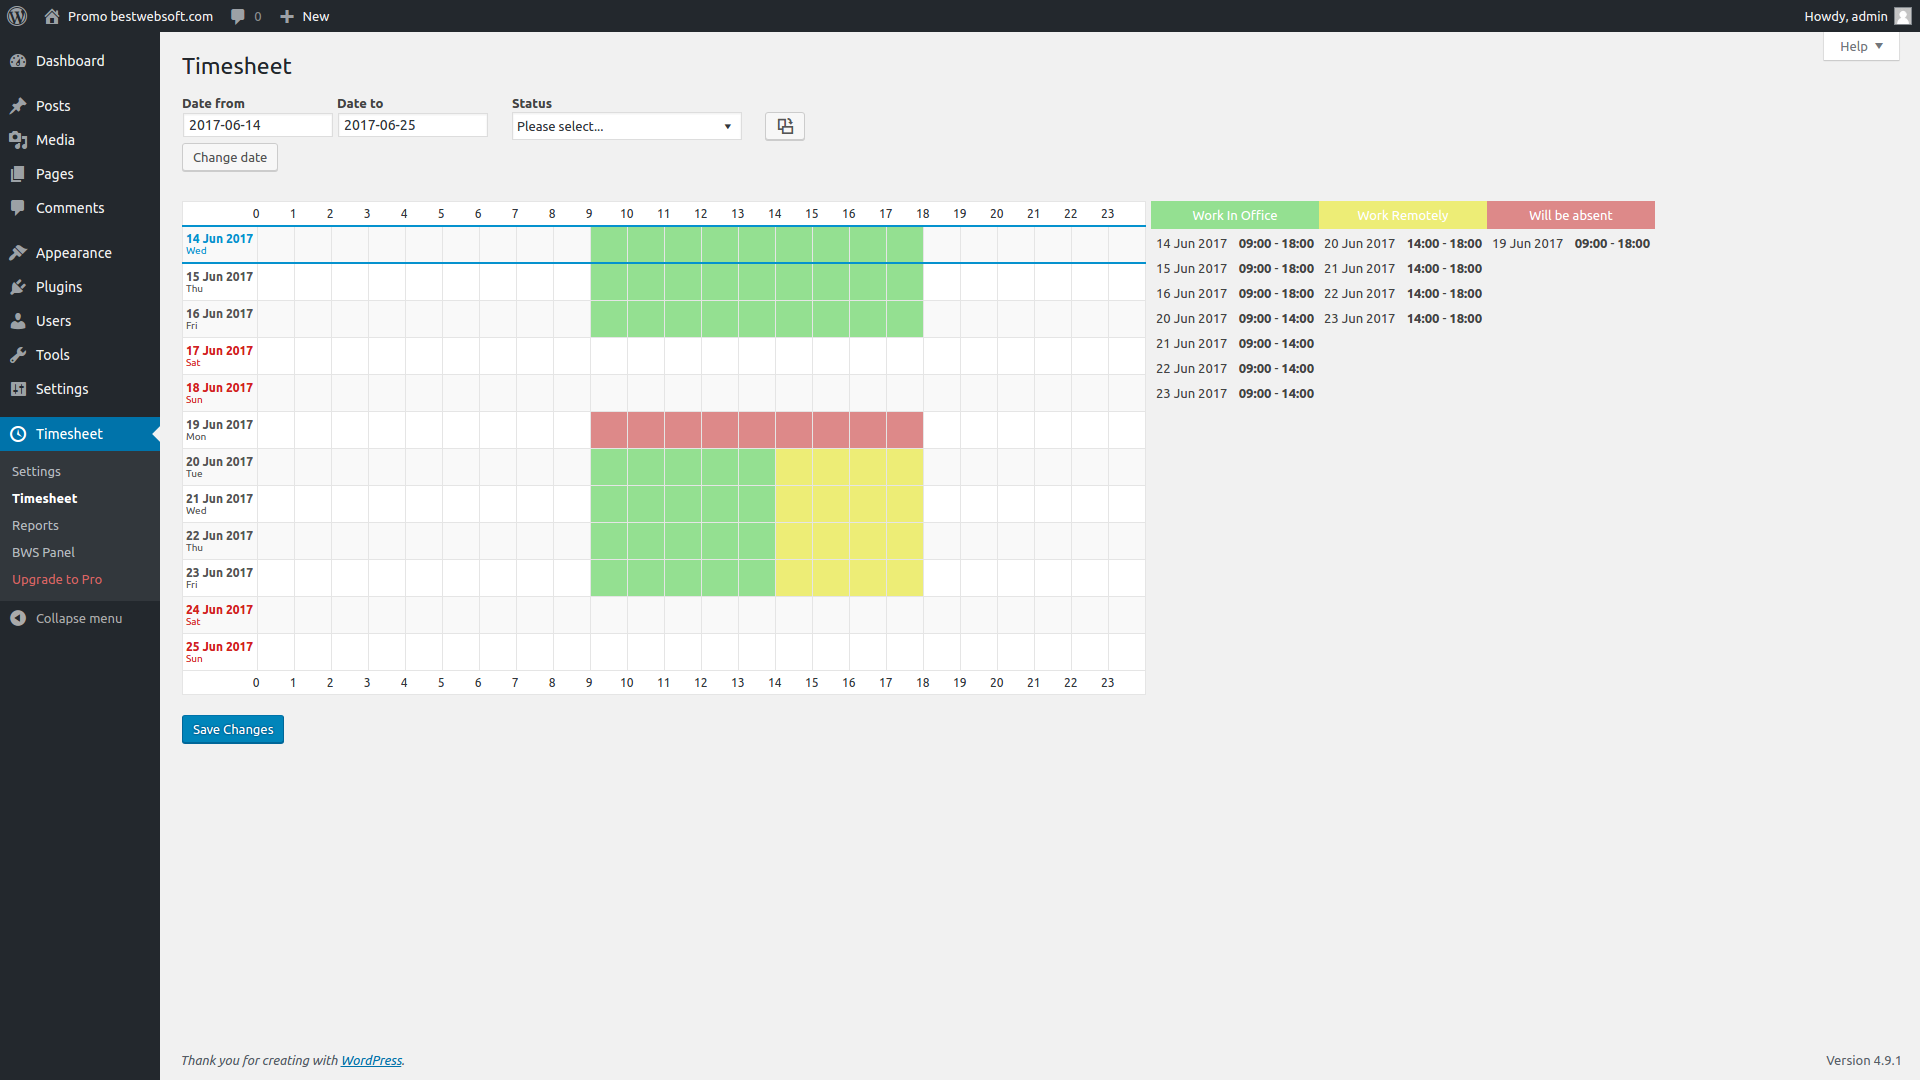 Promo bestwebsoft.com 0 New Howdy, admin
Help
Dashboard
Posts
Media
Pages
Comments
Appearance
Plugins
Users
Tools
Settings
Timesheet
Settings
Timesheet
Reports
BWS Panel
Upgrade to Pro
Collapse menu
Timesheet
Date from Date to Status
2017-06-14 2017-06-25 Please select...
Change date
0 1 2 3 4 5 6 7 8 9 10 11 12 13 14 15 16 17 18 19 20 21 22 23
14 Jun 2017
Wed
15 Jun 2017
Thu
16 Jun 2017
Fri
17 Jun 2017
Sat
18 Jun 2017
Sun
19 Jun 2017
Mon
20 Jun 2017
Tue
21 Jun 2017
Wed
22 Jun 2017
Thu
23 Jun 2017
Fri
24 Jun 2017
Sat
25 Jun 2017
Sun
0 1 2 3 4 5 6 7 8 9 10 11 12 13 14 15 16 17 18 19 20 21 22 23
Work In Office Work Remotely Will be absent
14 Jun 2017 09:00 - 18:00 20 Jun 2017 14:00 - 18:00 19 Jun 2017 09:00 - 18:00
15 Jun 2017 09:00 - 18:00 21 Jun 2017 14:00 - 18:00
16 Jun 2017 09:00 - 18:00 22 Jun 2017 14:00 - 18:00
20 Jun 2017 09:00 - 14:00 23 Jun 2017 14:00 - 18:00
21 Jun 2017 09:00 - 14:00
22 Jun 2017 09:00 - 14:00
23 Jun 2017 09:00 - 14:00
Save Changes
Thank you for creating with WordPress. Version 4.9.1